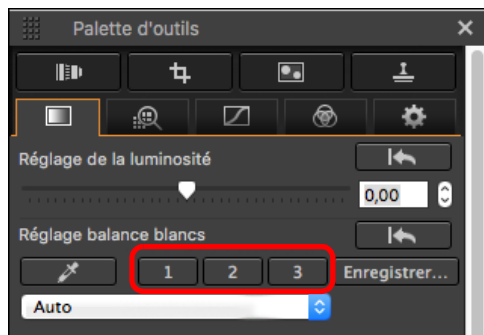 Palette d'outils
Réglage de la luminosité
0,00
Réglage balance blancs
1 2 3 Enregistrer...
Auto